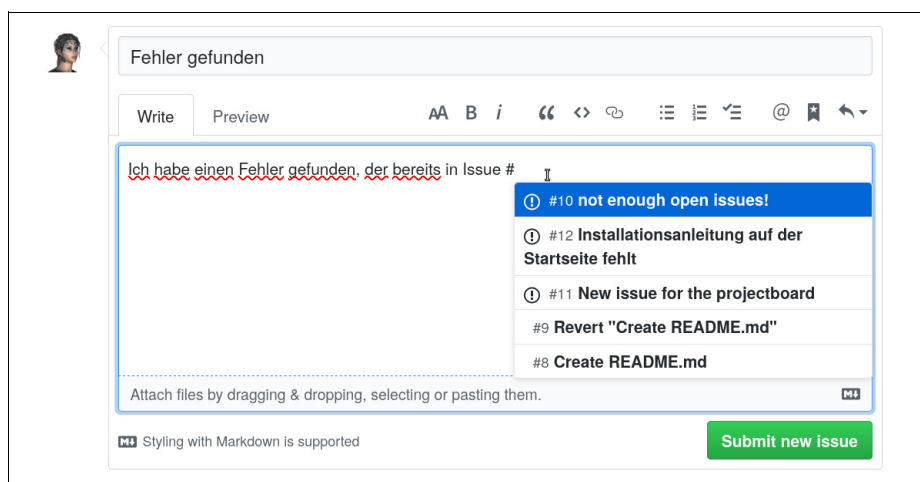 Fehler gefunden
Write Preview AA B i @
Ich habe einen Fehler gefunden, der bereits in Issue #
#10 not enough open issues!
#12 Installationsanleitung auf der
Startseite fehlt
#11 New issue for the projectboard
#9 Revert "Create README.md"
#8 Create README.md
Attach files by dragging & dropping, selecting or pasting them.
Styling with Markdown is supported
Submit new issue